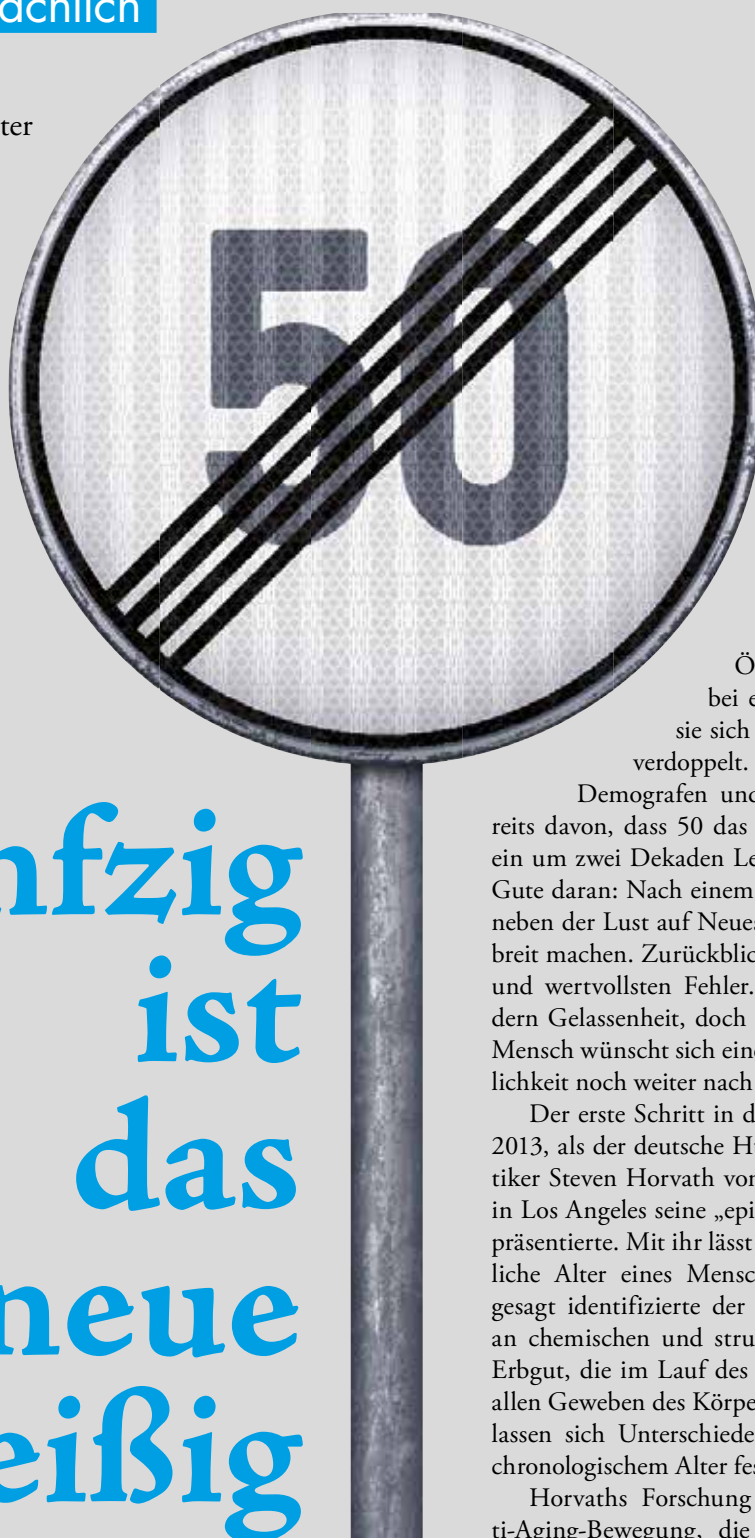 ächlich
ter
50
nfzig
ist
das
neue
eißig
Ö
bei e
sie sich
verdoppelt.
Demografen und
reits davon, dass 50 das
ein um zwei Dekaden Le
Gute daran: Nach einem
neben der Lust auf Neues
breit machen. Zurückblic
und wertvollsten Fehler.
dern Gelassenheit, doch
Mensch wünscht sich eine
lichkeit noch weiter nach
Der erste Schritt in d
2013, als der deutsche H
tiker Steven Horvath von
in Los Angeles seine „epi
präsentierte. Mit ihr lässt
liche Alter eines Mensc
gesagt identifizierte der
an chemischen und stru
Erbgut, die im Lauf des
allen Geweben des Körpe
lassen sich Unterschiede
chronologischem Alter fes
Horvaths Forschung
ti-Aging-Bewegung, die